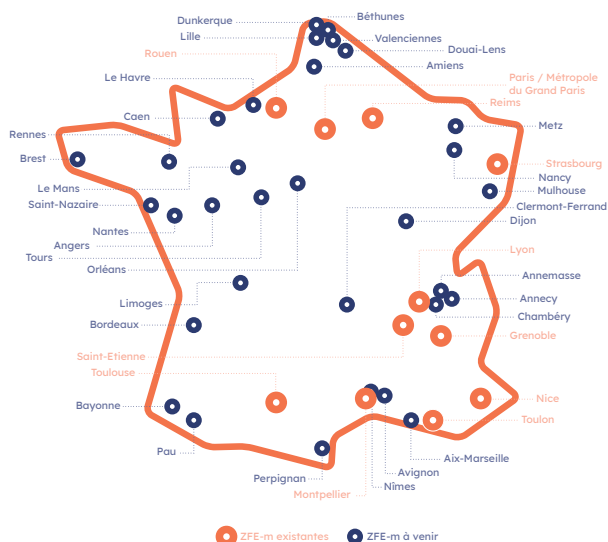 Dunkerque
Béthunes
Lille
Valenciennes
Rouen
Douai-Lens
Amiens
Le Havre
Paris / Métropole
du Grand Paris
Reims
Caen
Metz
Rennes
Brest
Strasbourg
Nancy
Le Mans
Mulhouse
Saint-Nazaire
Clermont-Ferrand
Dijon
Nantes
Angers
Lyon
Tours
Orléans
Annemasse
Limoges
Annecy
Chambéry
Bordeaux
Grenoble
Saint-Etienne
Toulouse
Bayonne
Nice
Toulon
Pau
Aix-Marseille
Avignon
Perpignan
Nîmes
Montpellier
ZFE-m existantes
ZFE-m à venir